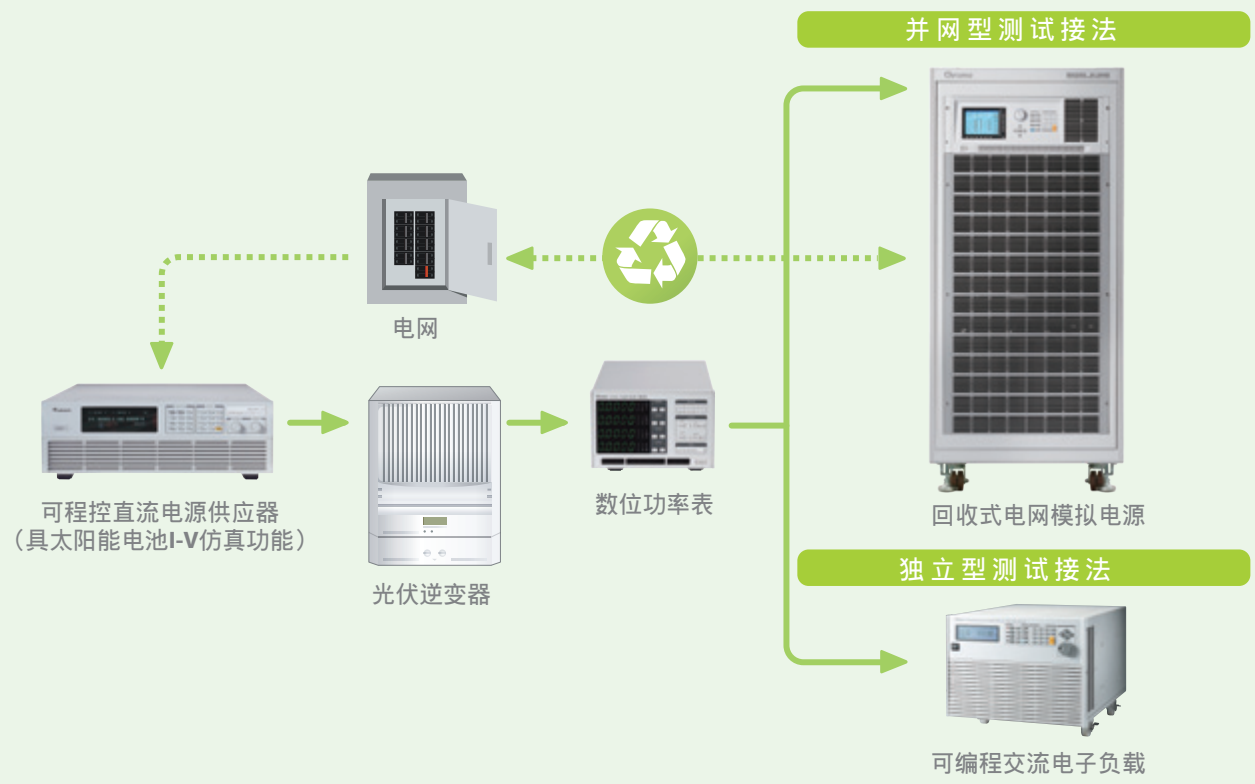 并网型测试接法
电网
可程控直流电源供应器
（具太阳能电池I-V仿真功能）
光伏逆变器
数位功率表
回收式电网模拟电源
独立型测试接法
可编程交流电子负载